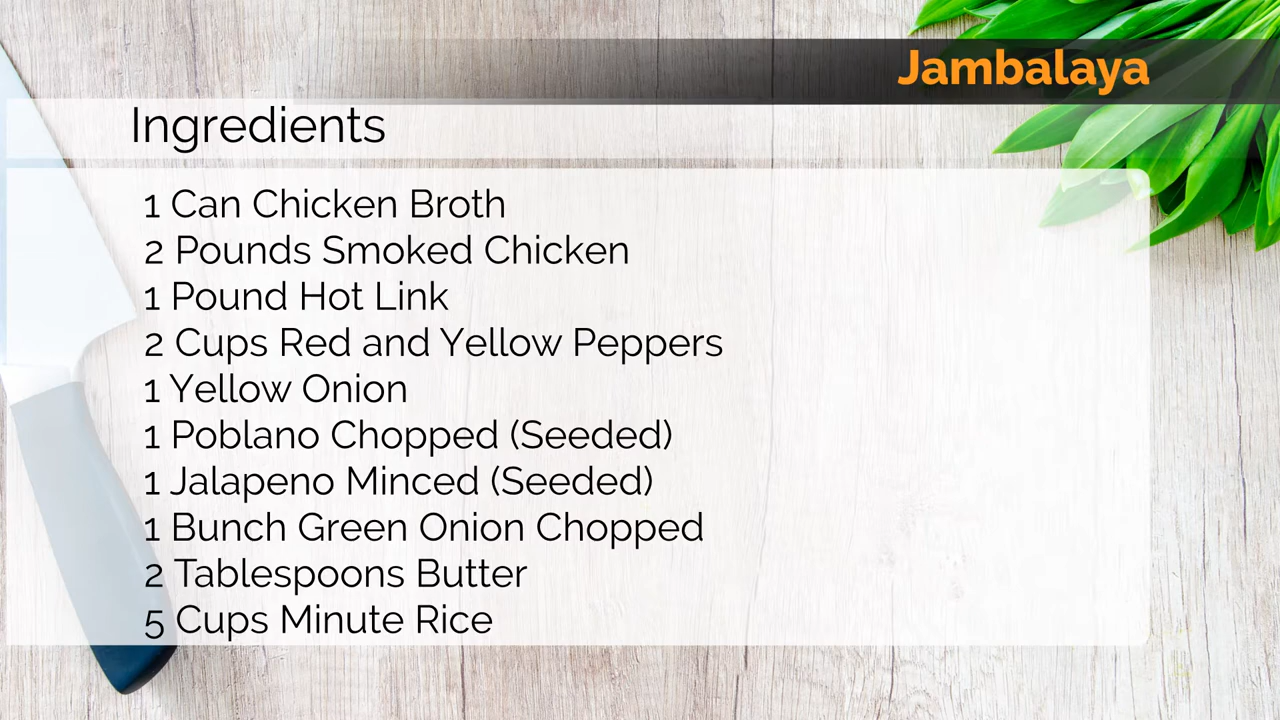 Jambalaya
Ingredients
1 Can Chicken Broth
2 Pounds Smoked Chicken
1 Pound Hot Link
2 Cups Red and Yellow Peppers
1 Yellow Onion
1 Poblano Chopped (Seeded)
1 Jalapeno Minced (Seeded)
1 Bunch Green Onion Chopped
2 Tablespoons Butter
5 Cups Minute Rice